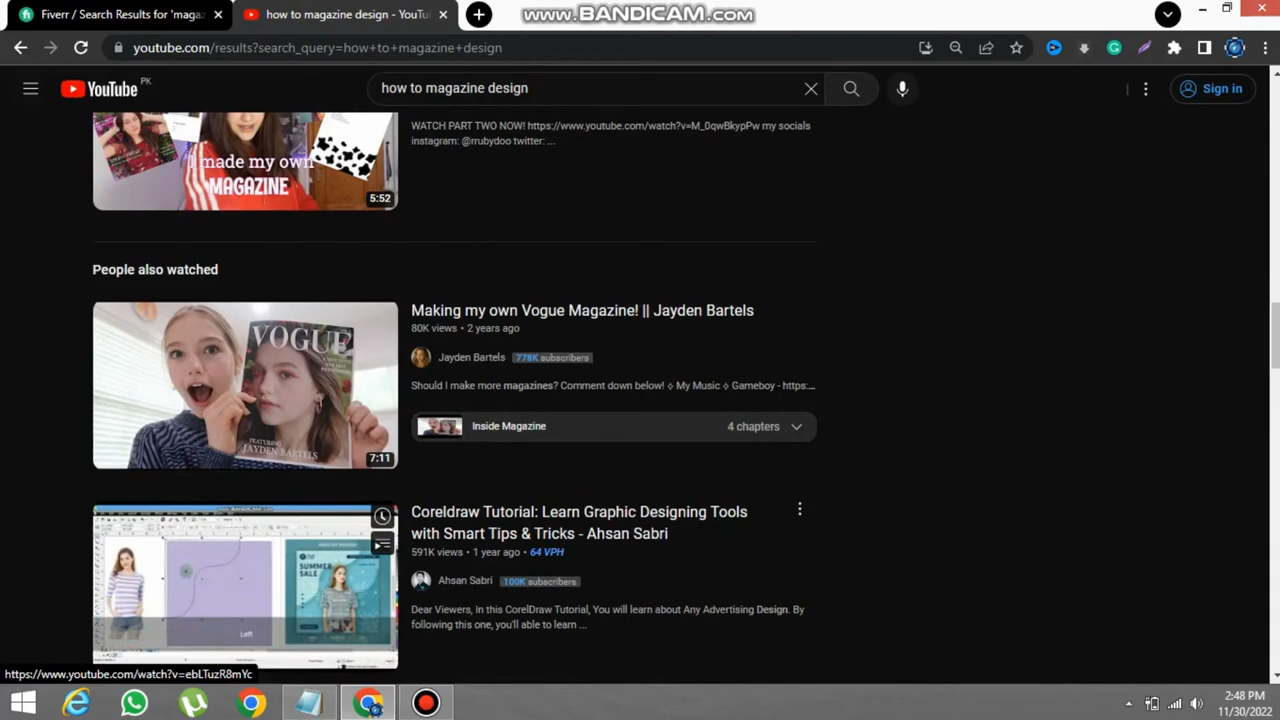 Fiverr / Search Results for 'magaz
how to magazine design - YouTu
www.BANDICAM.com
youtube.com/results?search_query=how+to+magazine+design
YouTube PK
how to magazine design
Sign in
WATCH PART TWO NOW! https://www.youtube.com/watch?v=M_0qwBkypPw my socials
instagram: @rrubydoo twitter: ...
I made my own
MAGAZINE
5:52
People also watched
VOGUE
FEATURING
JAYDEN BARTELS
7:11
Making my own Vogue Magazine! || Jayden Bartels
80K views • 2 years ago
Jayden Bartels 778K subscribers
Should I make more magazines? Comment down below! ⬨ My Music ⬨ Gameboy - https:...
Inside Magazine 4 chapters
SUMMER
SALE
Left
Coreldraw Tutorial: Learn Graphic Designing Tools
with Smart Tips & Tricks - Ahsan Sabri
591K views • 1 year ago • 64 VPH
Ahsan Sabri 100K subscribers
Dear Viewers, In this CorelDraw Tutorial, You will learn about Any Advertising Design. By
following this one, you'll able to learn ...
https://www.youtube.com/watch?v=ebLTuzR8mYc
2:48 PM
11/30/2022